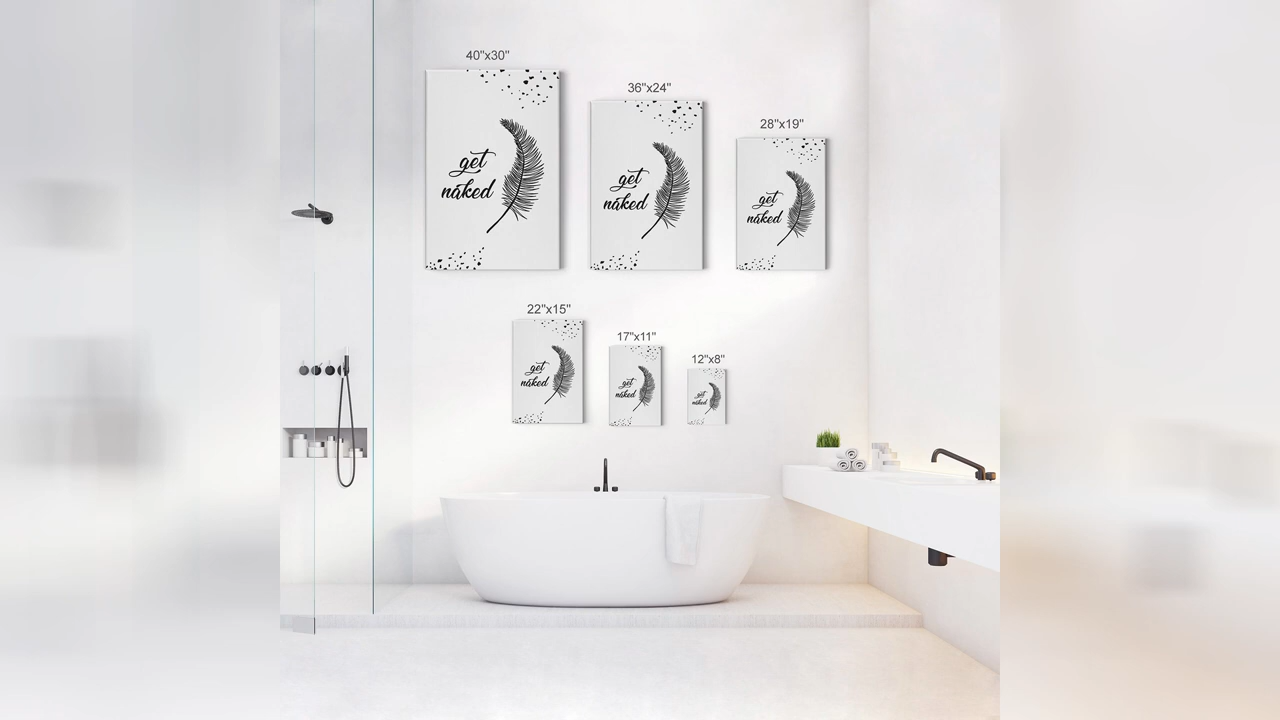 40"x30"
get
naked
36"x24"
get
naked
28"x19"
get
naked
22"x15"
get
naked
17"x11"
get
naked
12"x8"
get
naked